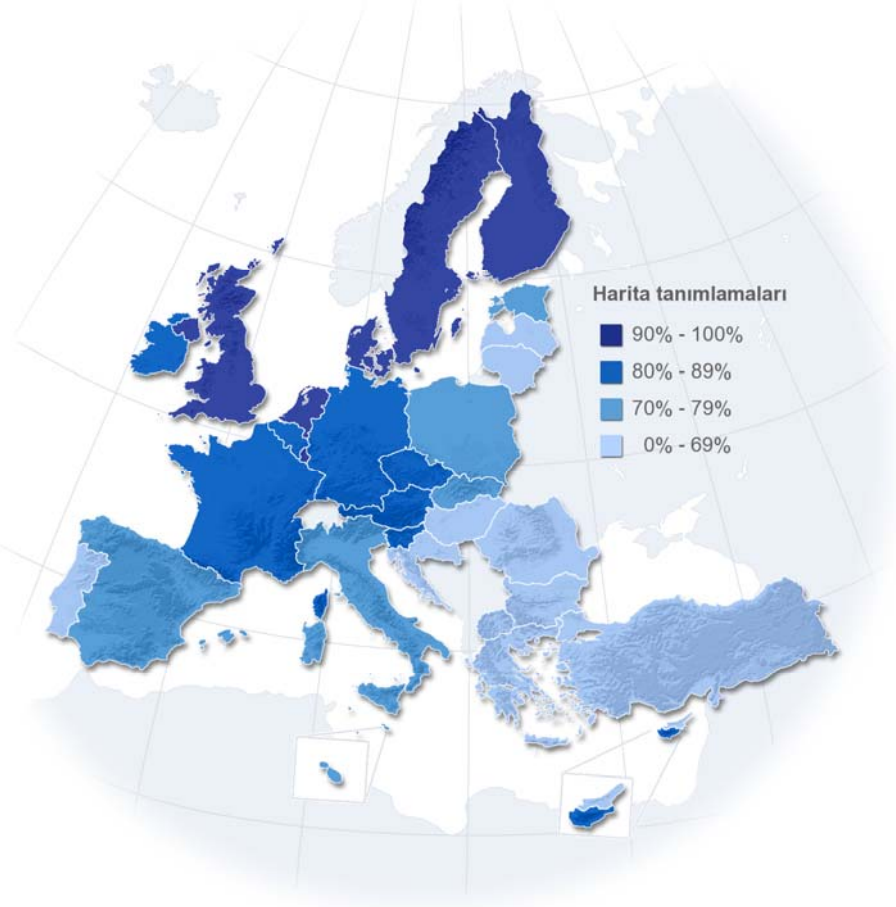 Harita tanımlamaları
90% - 100%
80% - 89%
70% - 79%
0% - 69%